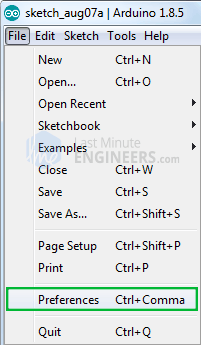 sketch_aug07a | Arduino 1.8.5
File Edit Sketch Tools Help
New Ctrl+N
Open... Ctrl+O
Open Recent
Sketchbook
Examples
Last Minute
ENGINEERS.com
Close Ctrl+W
Save Ctrl+S
Save As... Ctrl+Shift+S
Page Setup Ctrl+Shift+P
Print Ctrl+P
Preferences Ctrl+Comma
Quit Ctrl+Q